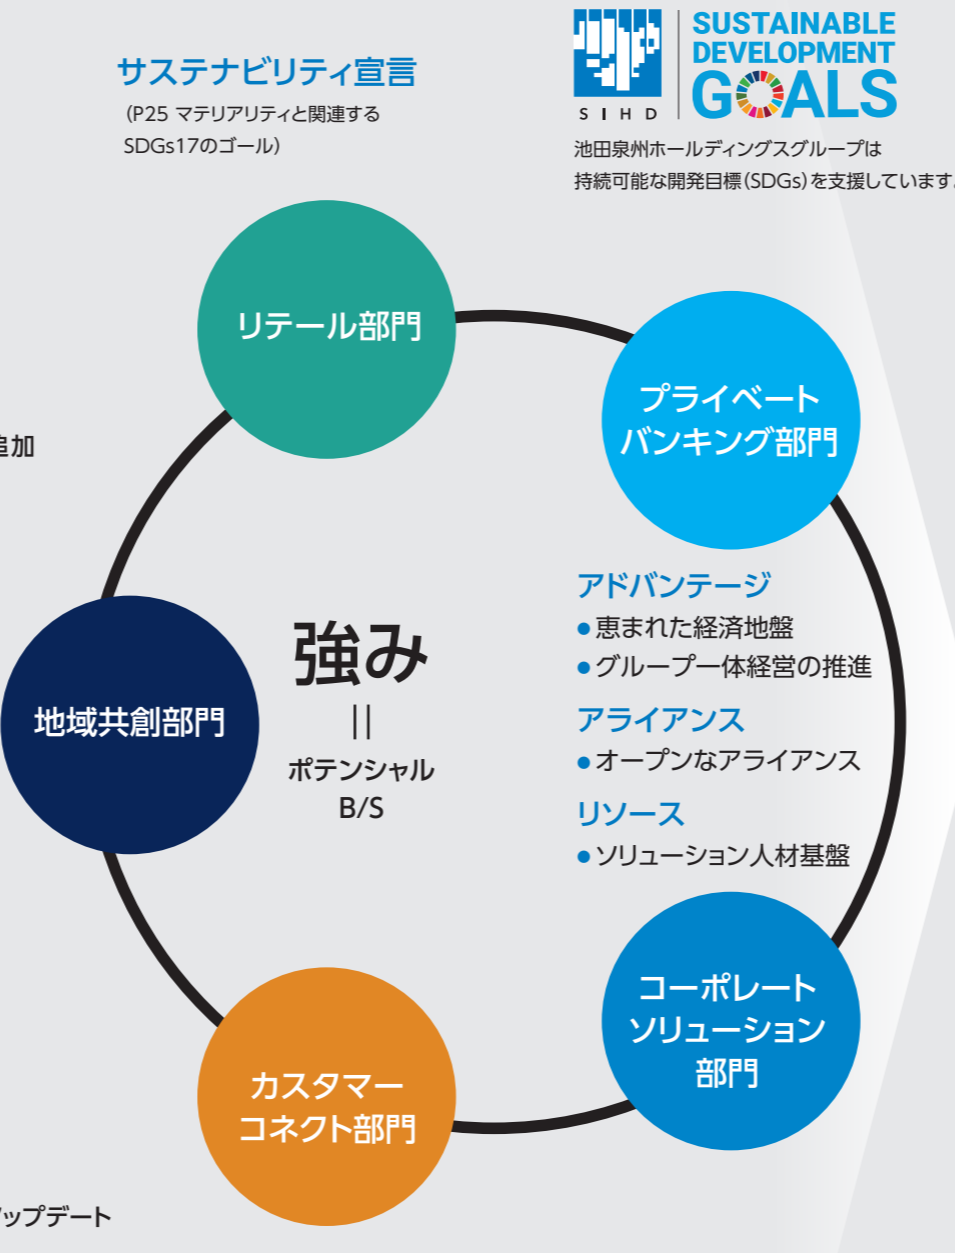 サステナビリティ宣言
(P25 マテリアリティと関連する
SDGs17のゴール)
SIHD
SUSTAINABLE
DEVELOPMENT
GOALS
池田泉州ホールディングスグループは
持続可能な開発目標(SDGs)を支援しています。
リテール部門
プライベート
バンキング部門
追加
アドバンテージ
●恵まれた経済地盤
●グループ一体経営の推進
アライアンス
●オープンなアライアンス
リソース
●ソリューション人材基盤
強み
||
ポテンシャル
B/S
地域共創部門
コーポレート
ソリューション
部門
カスタマー
コネクト部門
ップデート